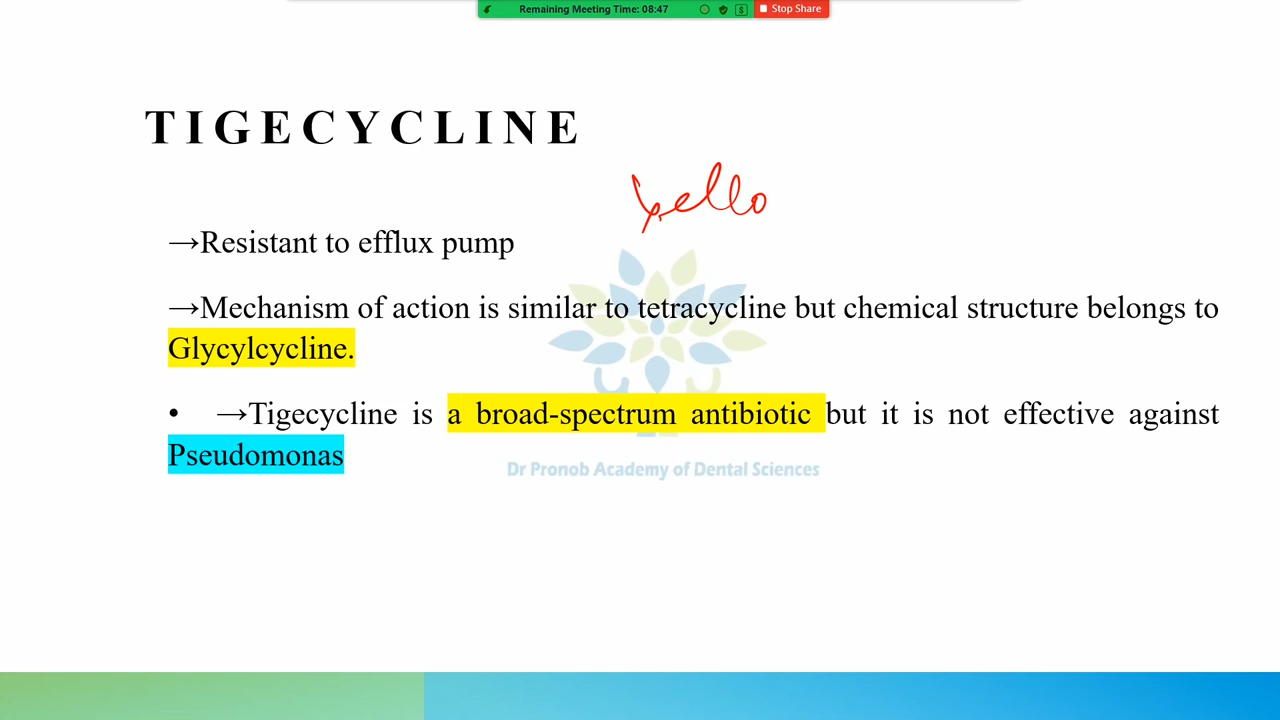 Remaining Meeting Time: 08:47
Stop Share
TIGECYCLINE
→Resistant to efflux pump
→Mechanism of action is similar to tetracycline but chemical structure belongs to
Glycylcycline.
• →Tigecycline is a broad-spectrum antibiotic but it is not effective against
Pseudomonas
Dr Pronob Academy of Dental Sciences